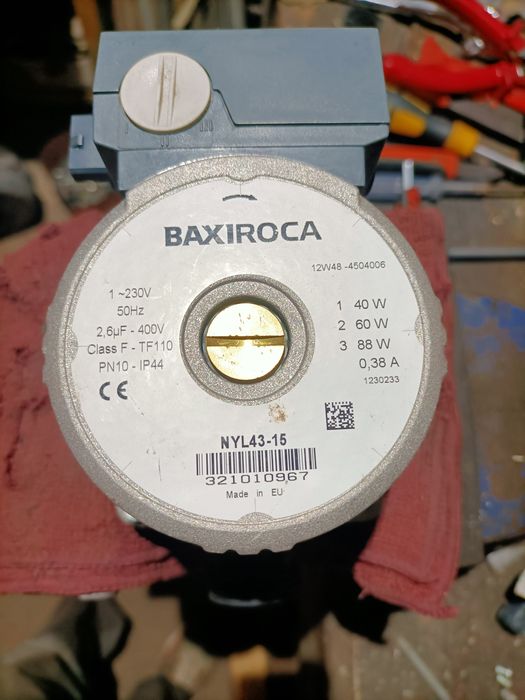 BAXIROCA
12W48 -4504006
1 ~230V
50Hz
2,6µF - 400V
Class F - TF110
PN10 - IP44
CE
1 40 W
2 60 W
3 88 W
0,38 A
1230233
NYL43-15
321010967
Made in EU